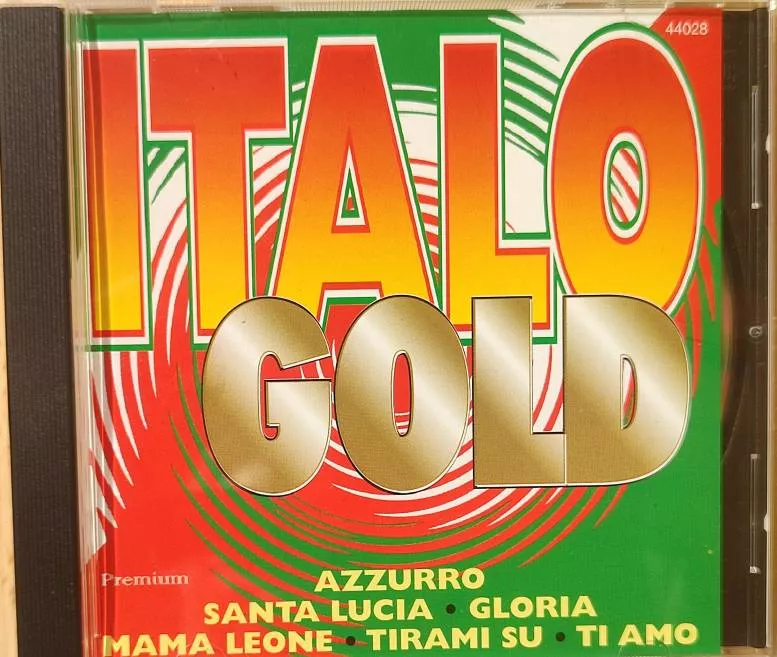 44028
ITALO
GOLD
Premium
AZZURRO
SANTA LUCIA • GLORIA
MAMA LEONE • TIRAMI SU • TI AMO